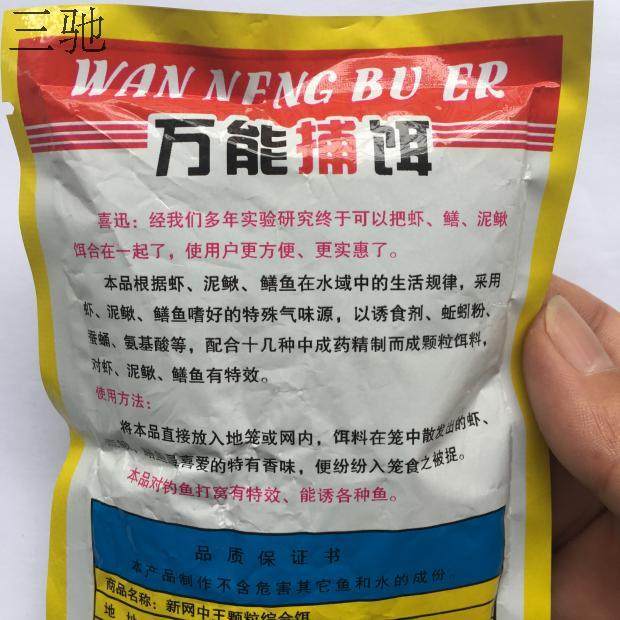 三驰
WAN NENG BU ER
万能捕饵
喜迅：经我们多年实验研究终于可以把虾、鳝、泥鳅
饵合在一起了，使用户更方便、更实惠了。
本品根据虾、泥鳅、鳝鱼在水域中的生活规律，采用
虾、泥鳅、鳝鱼嗜好的特殊气味源，以诱食剂、蚯蚓粉、
蚕蛹、氨基酸等，配合十几种中成药精制而成颗粒饵料，
对虾、泥鳅、鳝鱼有特效。
使用方法：
将本品直接放入地笼或网内，饵料在笼中散发出的虾、
喜爱的特有香味，便纷纷入笼食之被捉。
本品对钓鱼打窝有特效、能诱各种鱼。
品质保证书
本产品制作不含危害其它鱼和水的成份。
商品名称：新网中王颗粒综合饵
地